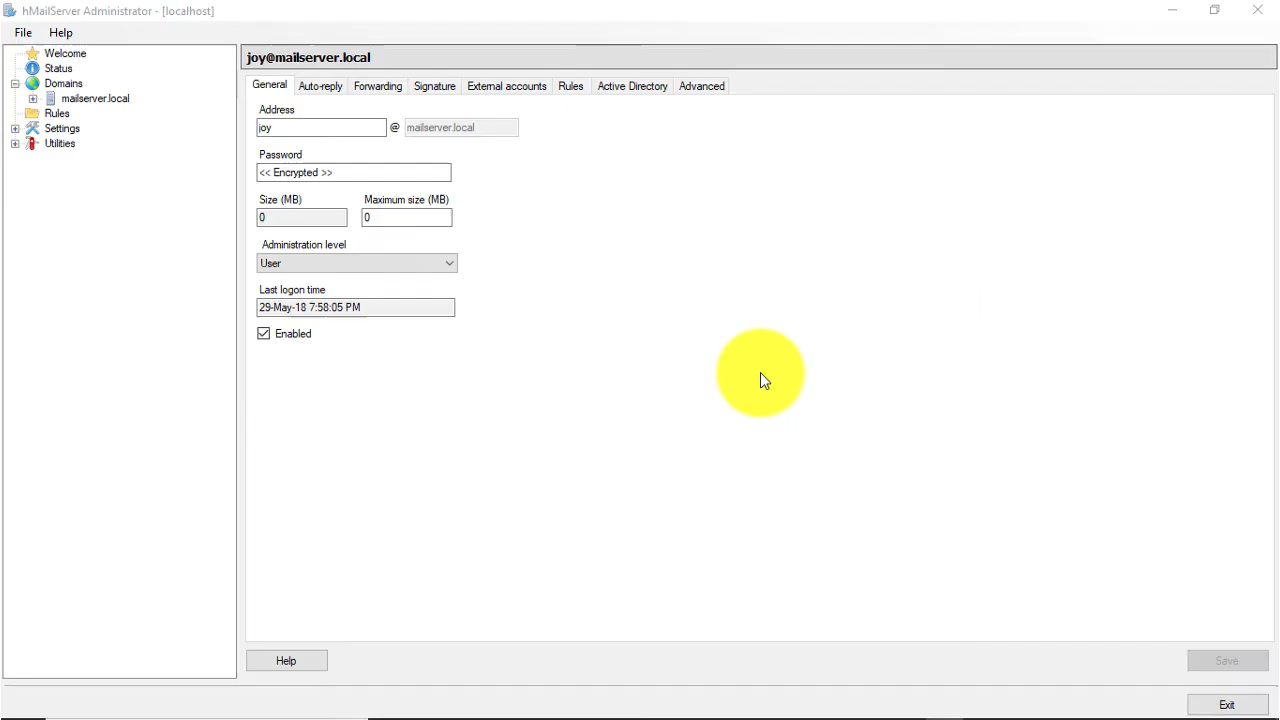 hMailServer Administrator - [localhost]
File Help
Welcome
Status
Domains
mailserver.local
Rules
Settings
Utilities
joy@mailserver.local
General Auto-reply Forwarding Signature External accounts Rules Active Directory Advanced
Address
joy @ mailserver.local
Password
<< Encrypted >>
Size (MB) Maximum size (MB)
0 0
Administration level
User
Last logon time
29-May-18 7:58:05 PM
Enabled
Help Save
Exit